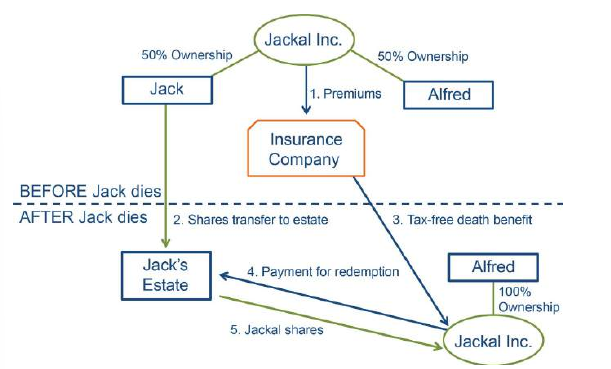 Jackal Inc.
50% Ownership
50% Ownership
Jack
1. Premiums
Alfred
Insurance
Company
BEFORE Jack dies
AFTER Jack dies
2. Shares transfer to estate
3. Tax-free death benefit
Jack's
Estate
4. Payment for redemption
Alfred
100%
Ownership
5. Jackal shares
Jackal Inc.